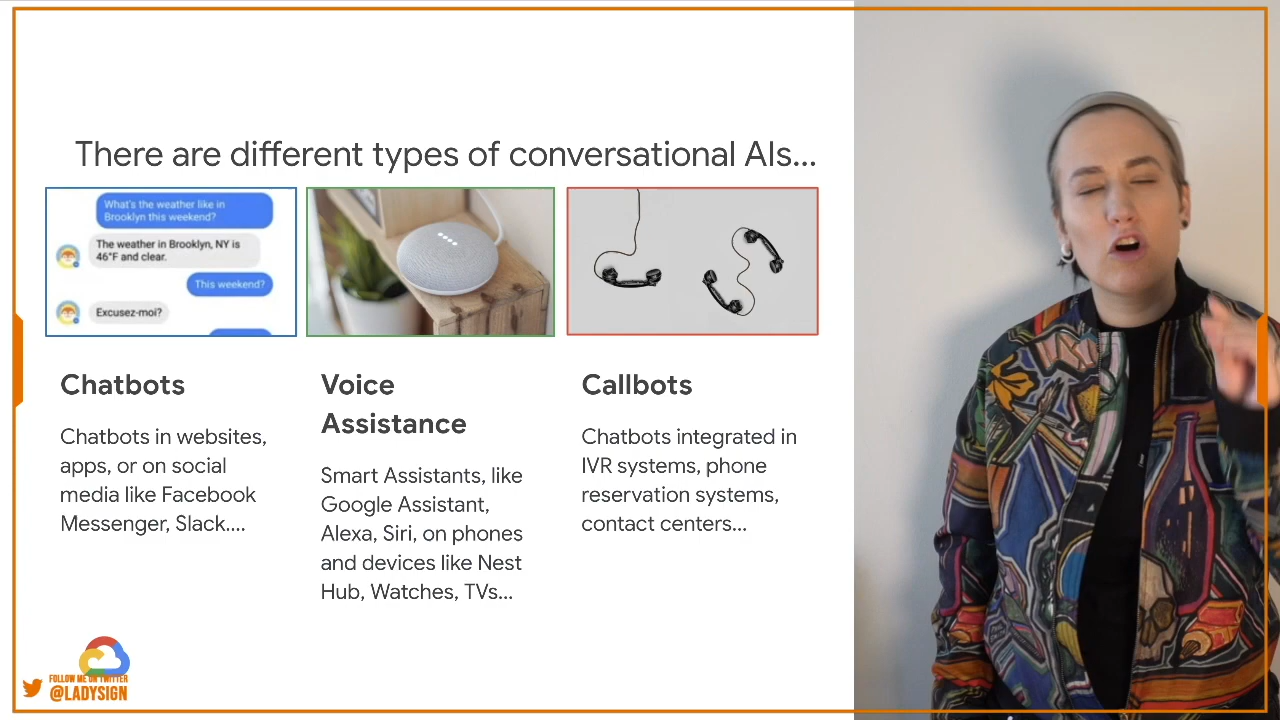 There are different types of conversational AIs...
What's the weather like in
Brooklyn this weekend?
The weather in Brooklyn, NY is
46°F and clear.
This weekend?
Excusez-moi?
Chatbots
Chatbots in websites,
apps, or on social
media like Facebook
Messenger, Slack....
Voice
Assistance
Smart Assistants, like
Google Assistant,
Alexa, Siri, on phones
and devices like Nest
Hub, Watches, TVs...
Callbots
Chatbots integrated in
IVR systems, phone
reservation systems,
contact centers...
FOLLOW ME ON TWITTER
@LADYSIGN